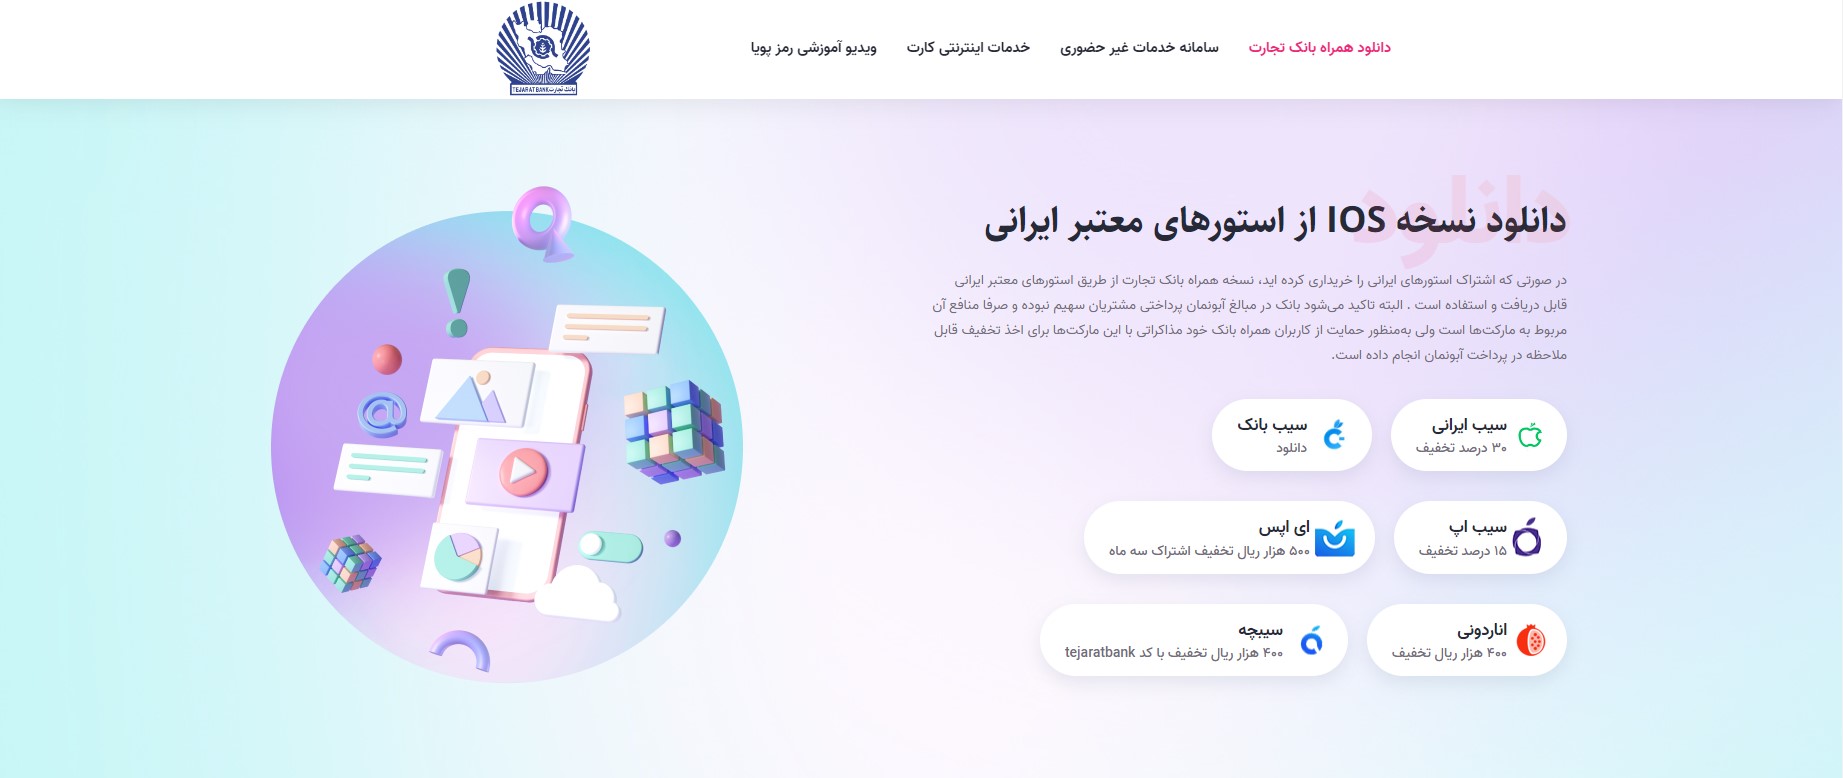 دانلود همراه بانک تجارت
سامانه خدمات غیر حضوری
خدمات اینترنتی کارت
ویدیو آموزشی رمز پویا
بانک تجارت TEJARAT BANK
دانلود
دانلود نسخه IOS از استورهای معتبر ایرانی
در صورتی که اشتراک استورهای ایرانی را خریداری کرده اید، نسخه همراه بانک تجارت از طریق استورهای معتبر ایرانی
قابل دریافت و استفاده است . البته تاکید می‌شود بانک در مبالغ آبونمان پرداختی مشتریان سهیم نبوده و صرفا منافع آن
مربوط به مارکت‌ها است ولی به‌منظور حمایت از کاربران همراه بانک خود مذاکراتی با این مارکت‌ها برای اخذ تخفیف قابل
ملاحظه در پرداخت آبونمان انجام داده است.
سیب ایرانی
۳۰ درصد تخفیف
سیب بانک
دانلود
سیب اپ
۱۵ درصد تخفیف
ای اپس
۵۰۰ هزار ریال تخفیف اشتراک سه ماه
اناردونی
۴۰۰ هزار ریال تخفیف
سیبچه
۴۰۰ هزار ریال تخفیف با کد tejaratbank